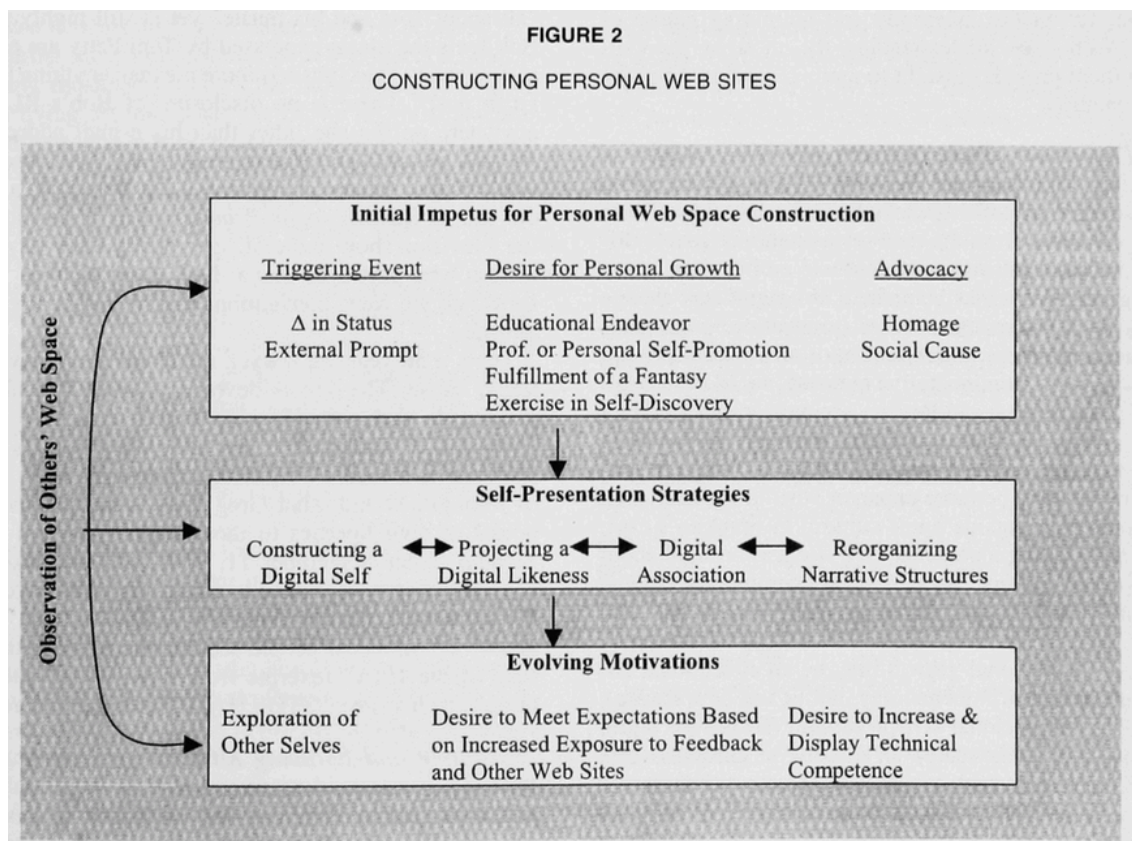 FIGURE 2
CONSTRUCTING PERSONAL WEB SITES
Observation of Others' Web Space
Initial Impetus for Personal Web Space Construction
Triggering Event
Δ in Status
External Prompt
Desire for Personal Growth
Educational Endeavor
Prof. or Personal Self-Promotion
Fulfillment of a Fantasy
Exercise in Self-Discovery
Advocacy
Homage
Social Cause
Self-Presentation Strategies
Constructing a
Digital Self
Projecting a
Digital Likeness
Digital
Association
Reorganizing
Narrative Structures
Evolving Motivations
Exploration of
Other Selves
Desire to Meet Expectations Based
on Increased Exposure to Feedback
and Other Web Sites
Desire to Increase &
Display Technical
Competence